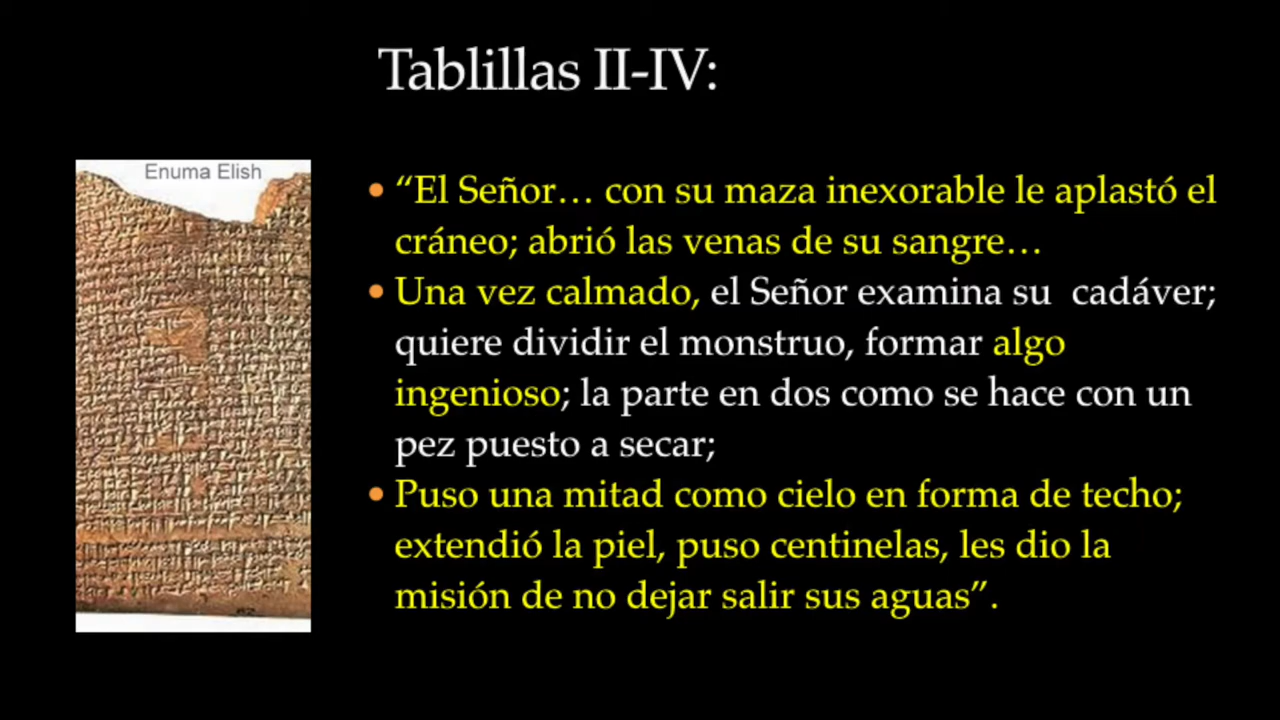 Tablillas II-IV:
Enuma Elish
• “El Señor… con su maza inexorable le aplastó el
cráneo; abrió las venas de su sangre…
• Una vez calmado, el Señor examina su  cadáver;
quiere dividir el monstruo, formar algo
ingenioso; la parte en dos como se hace con un
pez puesto a secar;
• Puso una mitad como cielo en forma de techo;
extendió la piel, puso centinelas, les dio la
misión de no dejar salir sus aguas”.